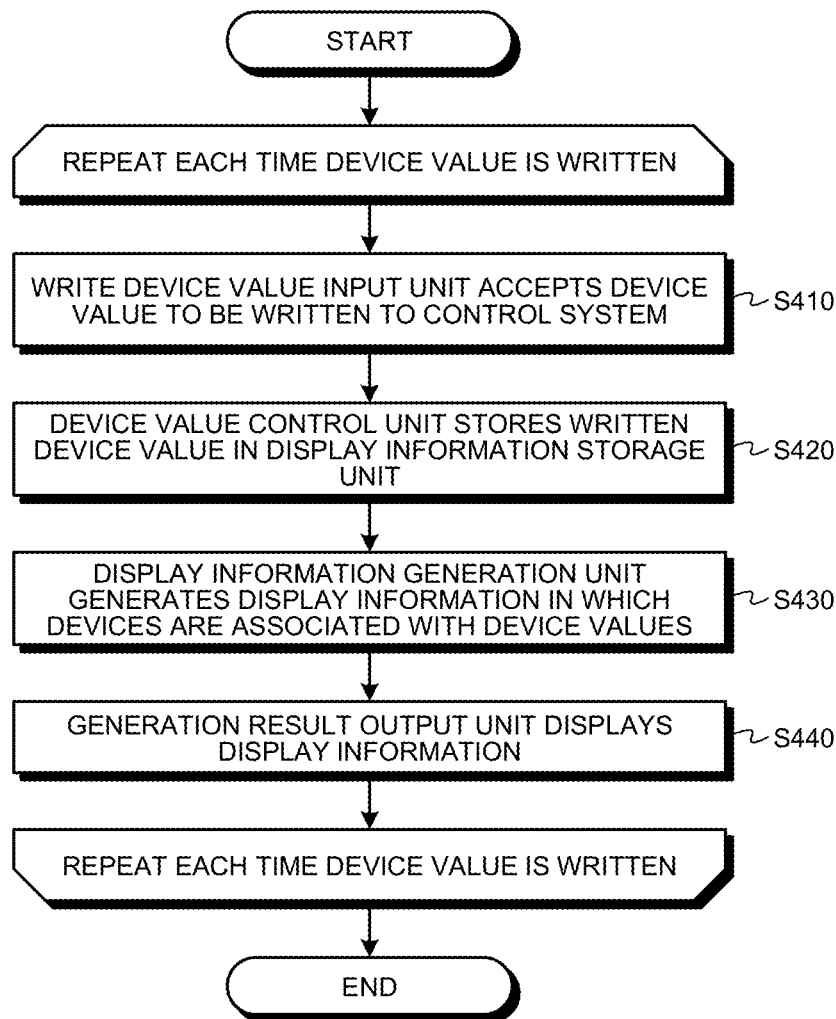 START
REPEAT EACH TIME DEVICE VALUE IS WRITTEN
WRITE DEVICE VALUE INPUT UNIT ACCEPTS DEVICE
VALUE TO BE WRITTEN TO CONTROL SYSTEM
S410
DEVICE VALUE CONTROL UNIT STORES WRITTEN
DEVICE VALUE IN DISPLAY INFORMATION STORAGE
UNIT
S420
DISPLAY INFORMATION GENERATION UNIT
GENERATES DISPLAY INFORMATION IN WHICH
DEVICES ARE ASSOCIATED WITH DEVICE VALUES
S430
GENERATION RESULT OUTPUT UNIT DISPLAYS
DISPLAY INFORMATION
S440
REPEAT EACH TIME DEVICE VALUE IS WRITTEN
END